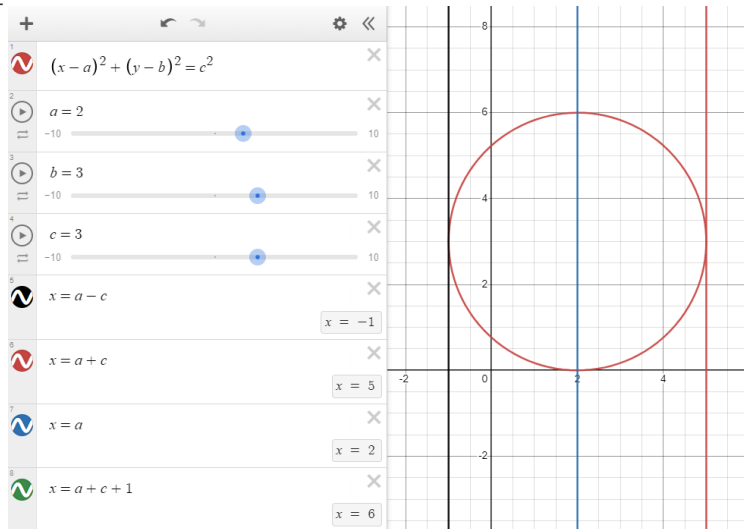 1
(x − a)² + (y − b)² = c²
2
a = 2
−10 10
3
b = 3
−10 10
4
c = 3
−10 10
5
x = a − c
x = −1
6
x = a + c
x = 5
7
x = a
x = 2
8
x = a + c + 1
x = 6
8
6
4
2
-2 0 2 4
-2